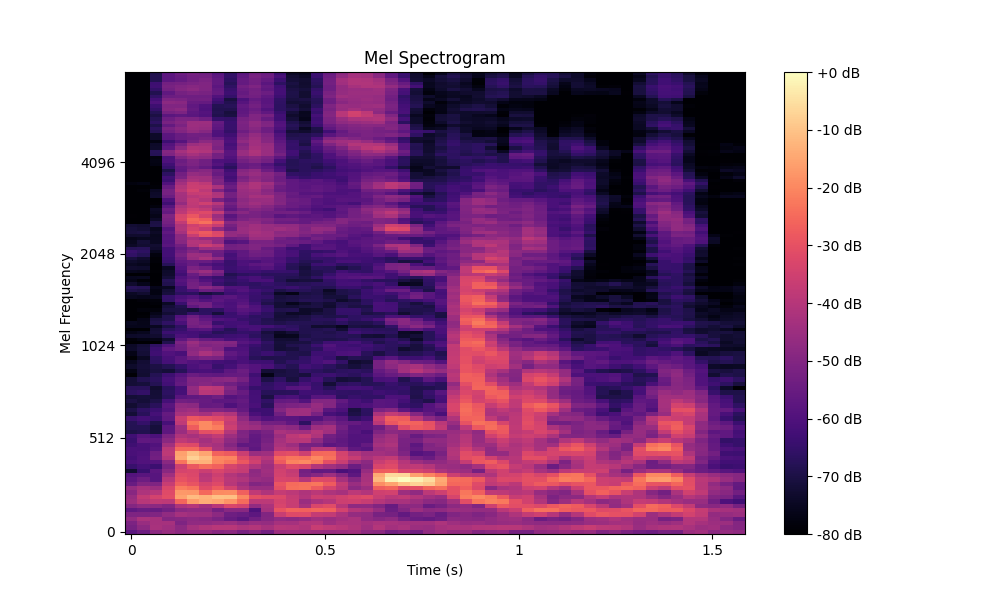 Mel Spectrogram
+0 dB
-10 dB
-20 dB
-30 dB
-40 dB
-50 dB
-60 dB
-70 dB
-80 dB
Mel Frequency
4096
2048
1024
512
0
0 0.5 1 1.5
Time (s)